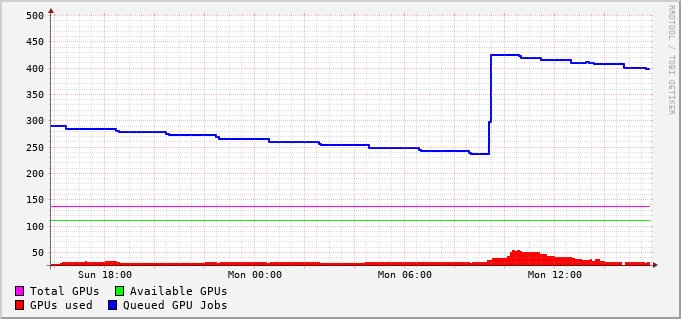 500
450
400
350
300
250
200
150
100
50
Sun 18:00 Mon 00:00 Mon 06:00 Mon 12:00
Total GPUs Available GPUs
GPUs used Queued GPU Jobs
RRDTOOL / TOBI OETIKER